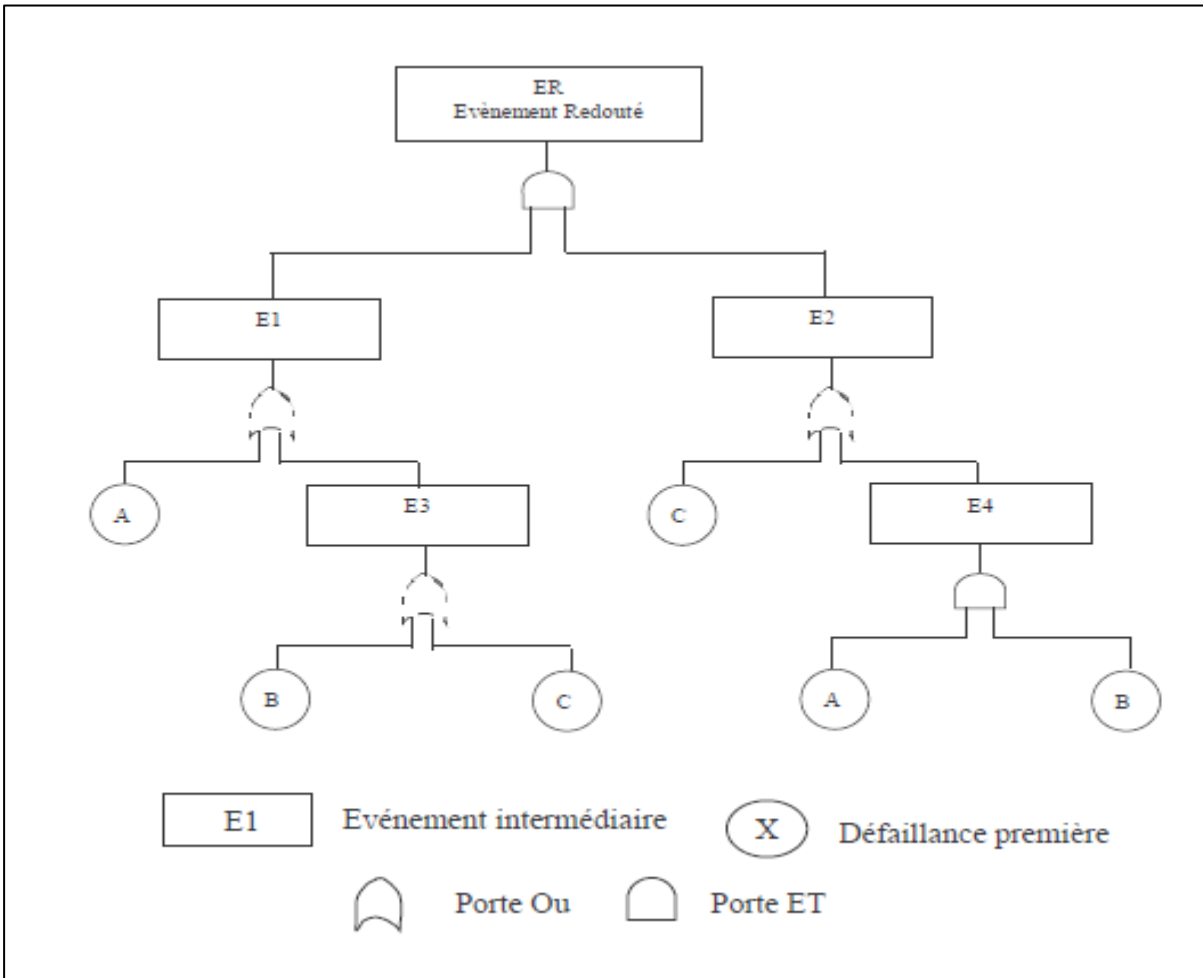 ER
Evènement Redouté
E1
E2
A
E3
C
E4
B
C
A
B
E1
Evénement intermédiaire
X
Défaillance première
Porte Ou
Porte ET